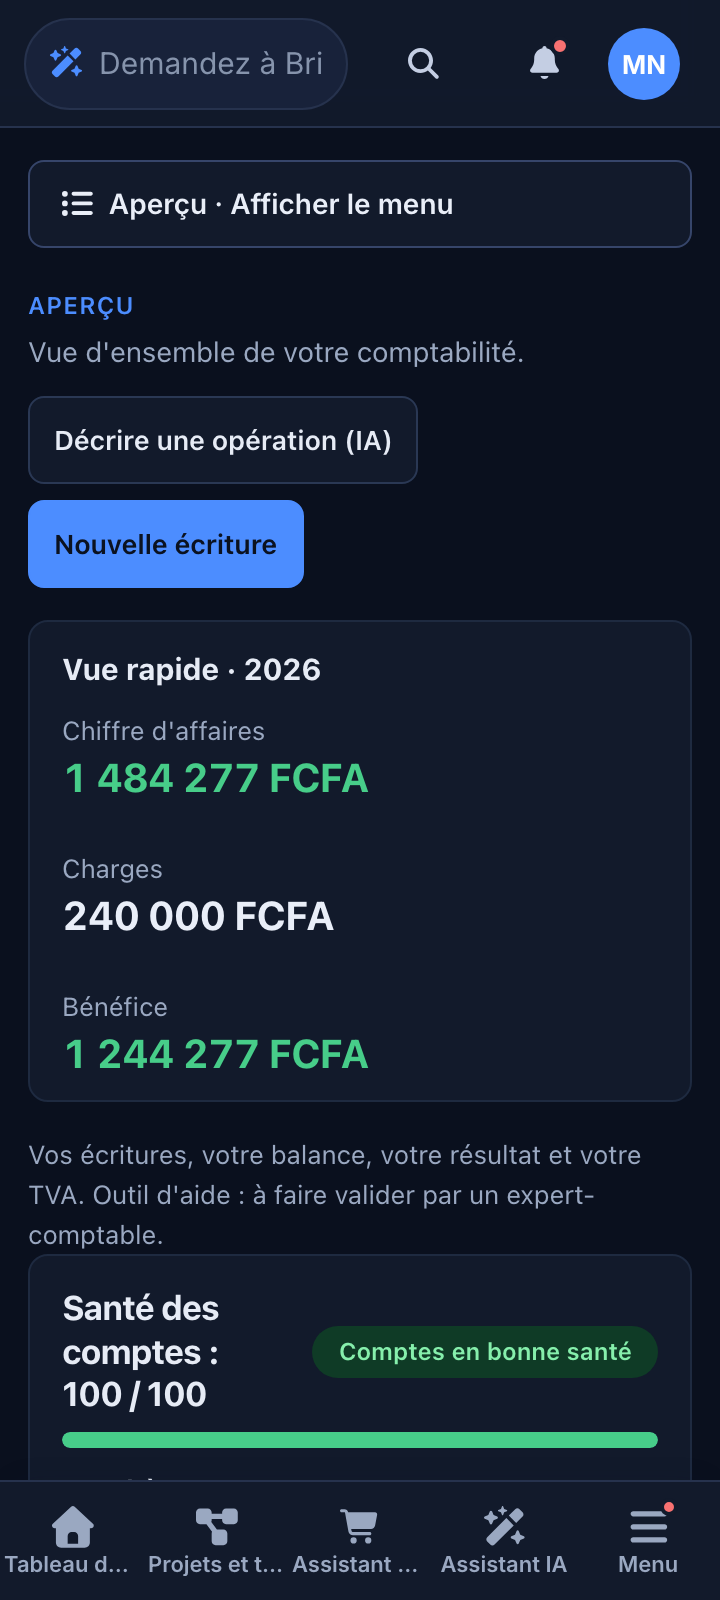 Demandez à Bri
MN
Aperçu · Afficher le menu
APERÇU
Vue d'ensemble de votre comptabilité.
Décrire une opération (IA)
Nouvelle écriture
Vue rapide · 2026
Chiffre d'affaires
1 484 277 FCFA
Charges
240 000 FCFA
Bénéfice
1 244 277 FCFA
Vos écritures, votre balance, votre résultat et votre
TVA. Outil d'aide : à faire valider par un expert-
comptable.
Santé des
comptes :
100 / 100
Comptes en bonne santé
Tableau d...
Projets et t...
Assistant ...
Assistant IA
Menu